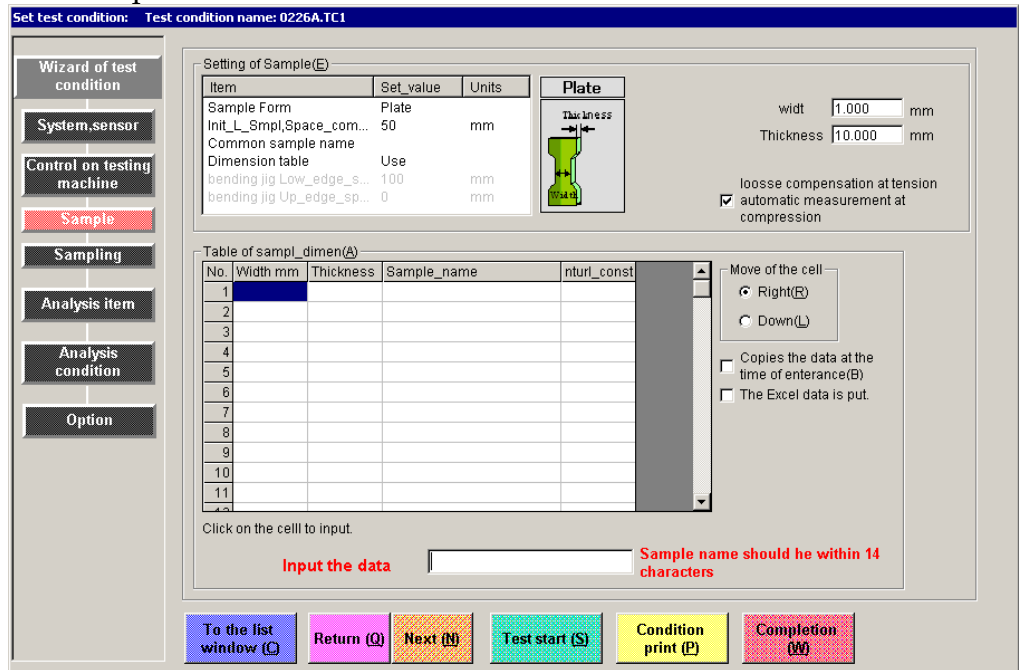 Set test condition: Test condition name: 0226A.TC1
Wizard of test
condition
System,sensor
Control on testing
machine
Sample
Sampling
Analysis item
Analysis
condition
Option
Setting of Sample(E)
Item Set_value Units
Sample Form Plate
Init_L_Smpl,Space_com... 50 mm
Common sample name
Dimension table Use
bending jig Low_edge_s... 100 mm
bending jig Up_edge_sp... 0 mm
Plate
Thickness
Width
widt 1.000 mm
Thickness 10.000 mm
loosse compensation at tension
automatic measurement at
compression
Table of sampl_dimen(A)
No. Width mm Thickness Sample_name nturl_const
1
2
3
4
5
6
7
8
9
10
11
Move of the cell
Right(R)
Down(L)
Copies the data at the
time of enterance(B)
The Excel data is put.
Click on the celll to input.
Input the data
Sample name should he within 14
characters
To the list
window (C)
Return (Q)
Next (N)
Test start (S)
Condition
print (P)
Completion
(W)